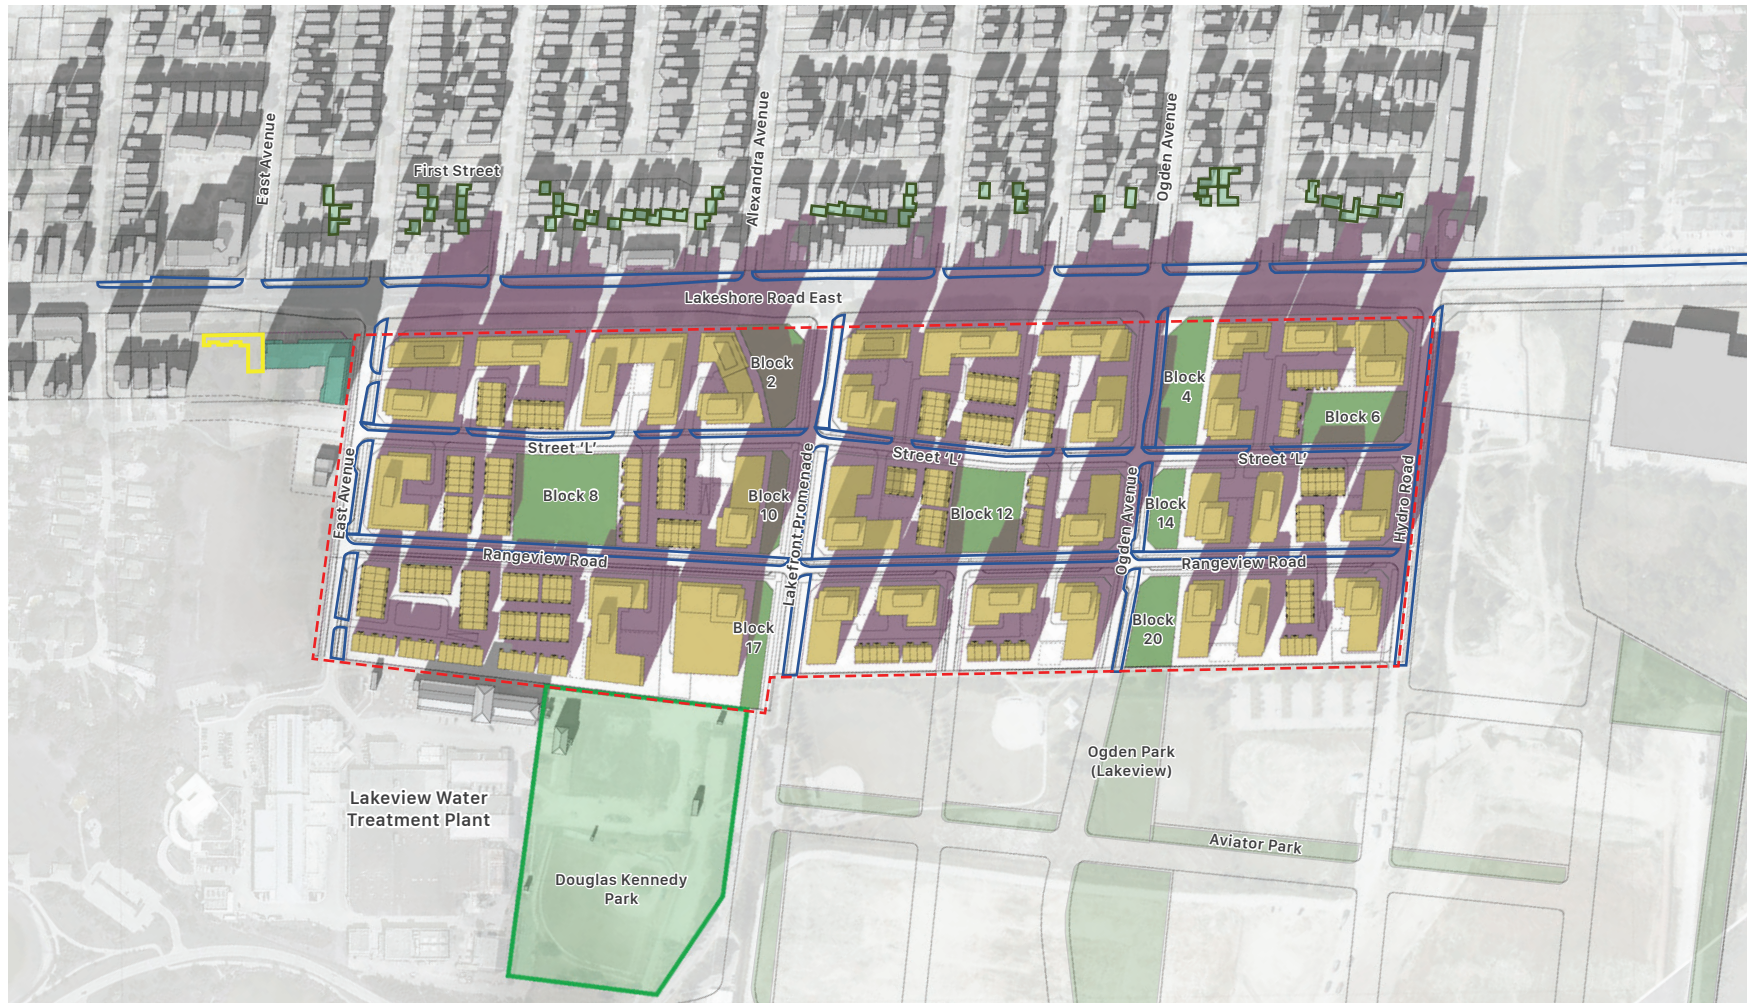 East Avenue
First Street
Alexandra Avenue
Ogden Avenue
Lakeshore Road East
Block
2
Block
4
Block 6
Street 'L'
Street 'L'
Street 'L'
East Avenue
Block 8
Block
10
Lakefront Promenade
Block 12
Ogden Avenue
Block
14
Hydro Road
Rangeview Road
Rangeview Road
Block
17
Block
20
Ogden Park
(Lakeview)
Lakeview Water
Treatment Plant
Aviator Park
Douglas Kennedy
Park